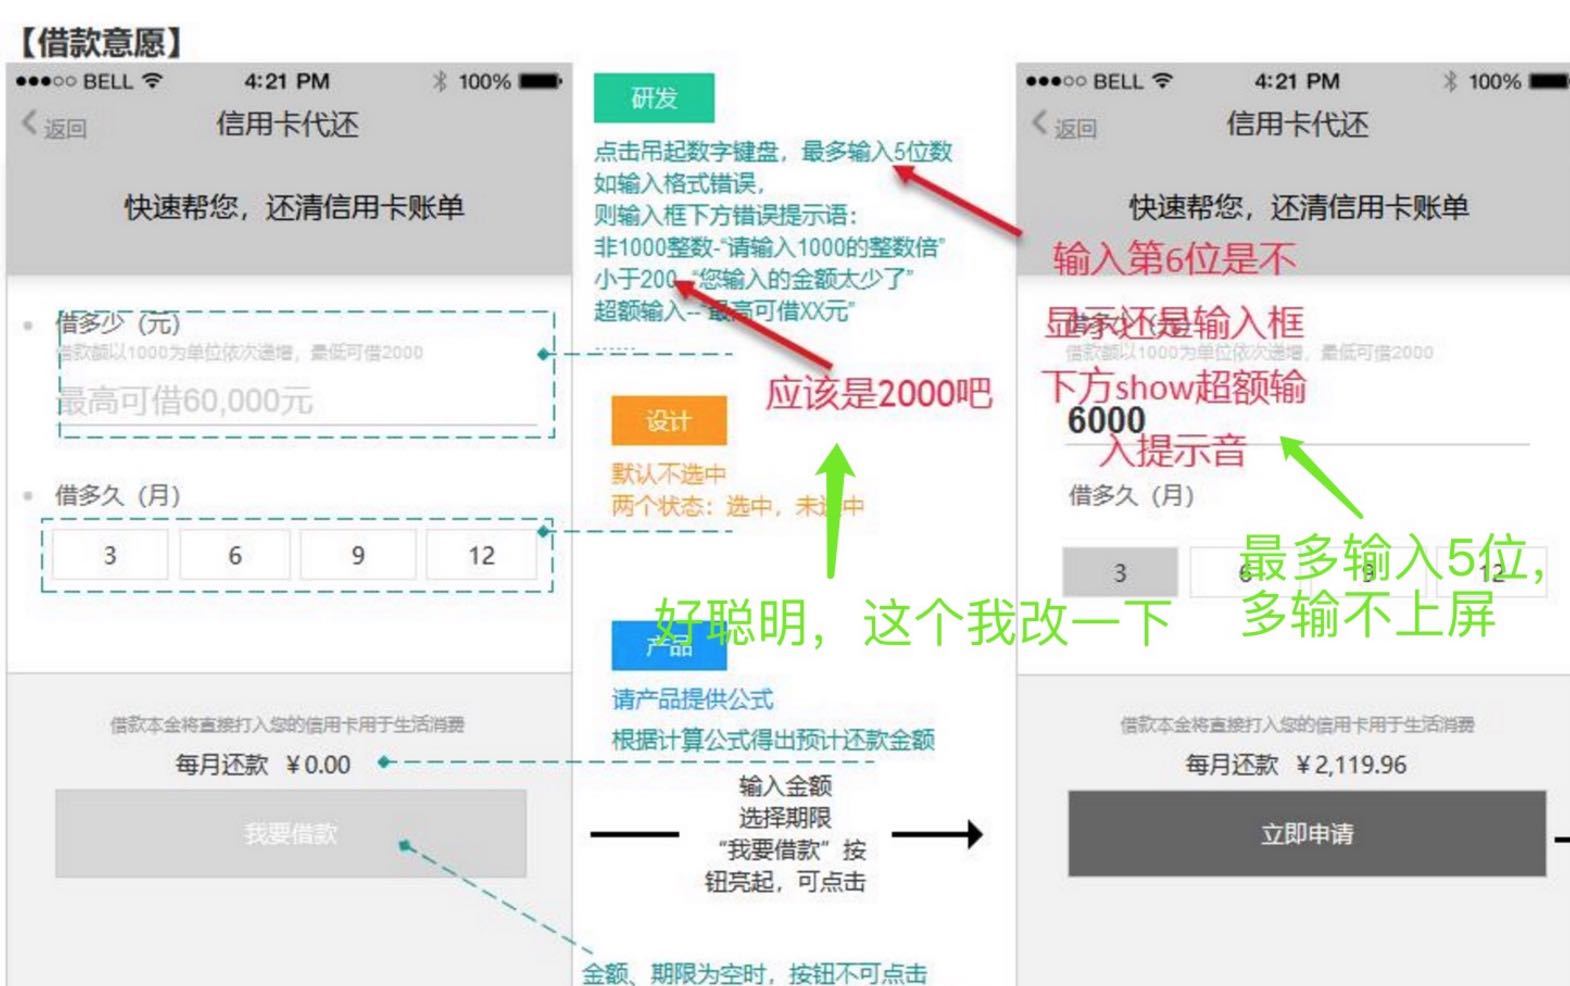 【借款意愿】
BELL
4:21 PM
100%
返回
信用卡代还
快速帮您，还清信用卡账单
借多少（元）
借款额以1000为单位依次递增，最低可借2000
最高可借60,000元
借多久（月）
3
6
9
12
借款本金将直接打入您的信用卡用于生活消费
每月还款 ￥0.00
我要借款
研发
点击吊起数字键盘，最多输入5位数
如输入格式错误，
则输入框下方错误提示语：
非1000整数-“请输入1000的整数倍”
小于200--“您输入的金额太少了”
超额输入--“最高可借XX元”
应该是2000吧
设计
默认不选中
两个状态：选中，未选中
好聪明，这个我改一下
产品
请产品提供公式
根据计算公式得出预计还款金额
输入金额
选择期限
“我要借款”按
钮亮起，可点击
金额、期限为空时，按钮不可点击
BELL
4:21 PM
100%
返回
信用卡代还
快速帮您，还清信用卡账单
输入第6位是不
显示还是输入框
下方show超额输
入提示音
借多少（元）
借款额以1000为单位依次递增，最低可借2000
6000
借多久（月）
3
6
9
12
最多输入5位，
多输不上屏
借款本金将直接打入您的信用卡用于生活消费
每月还款 ￥2,119.96
立即申请